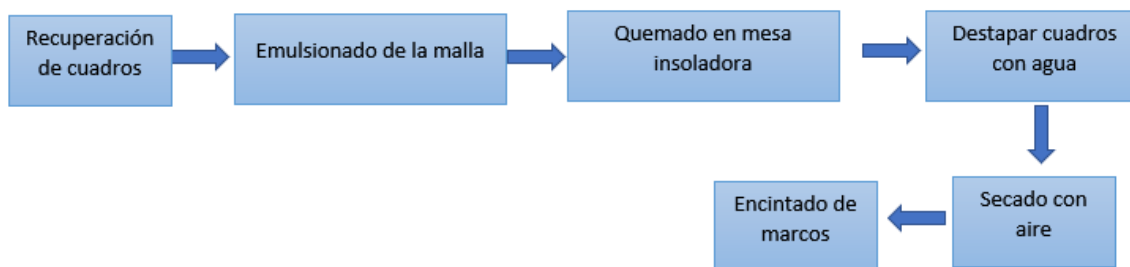 Recuperación
de cuadros
Emulsionado de la malla
Quemado en mesa
insoladora
Destapar cuadros
con agua
Secado con
aire
Encintado de
marcos